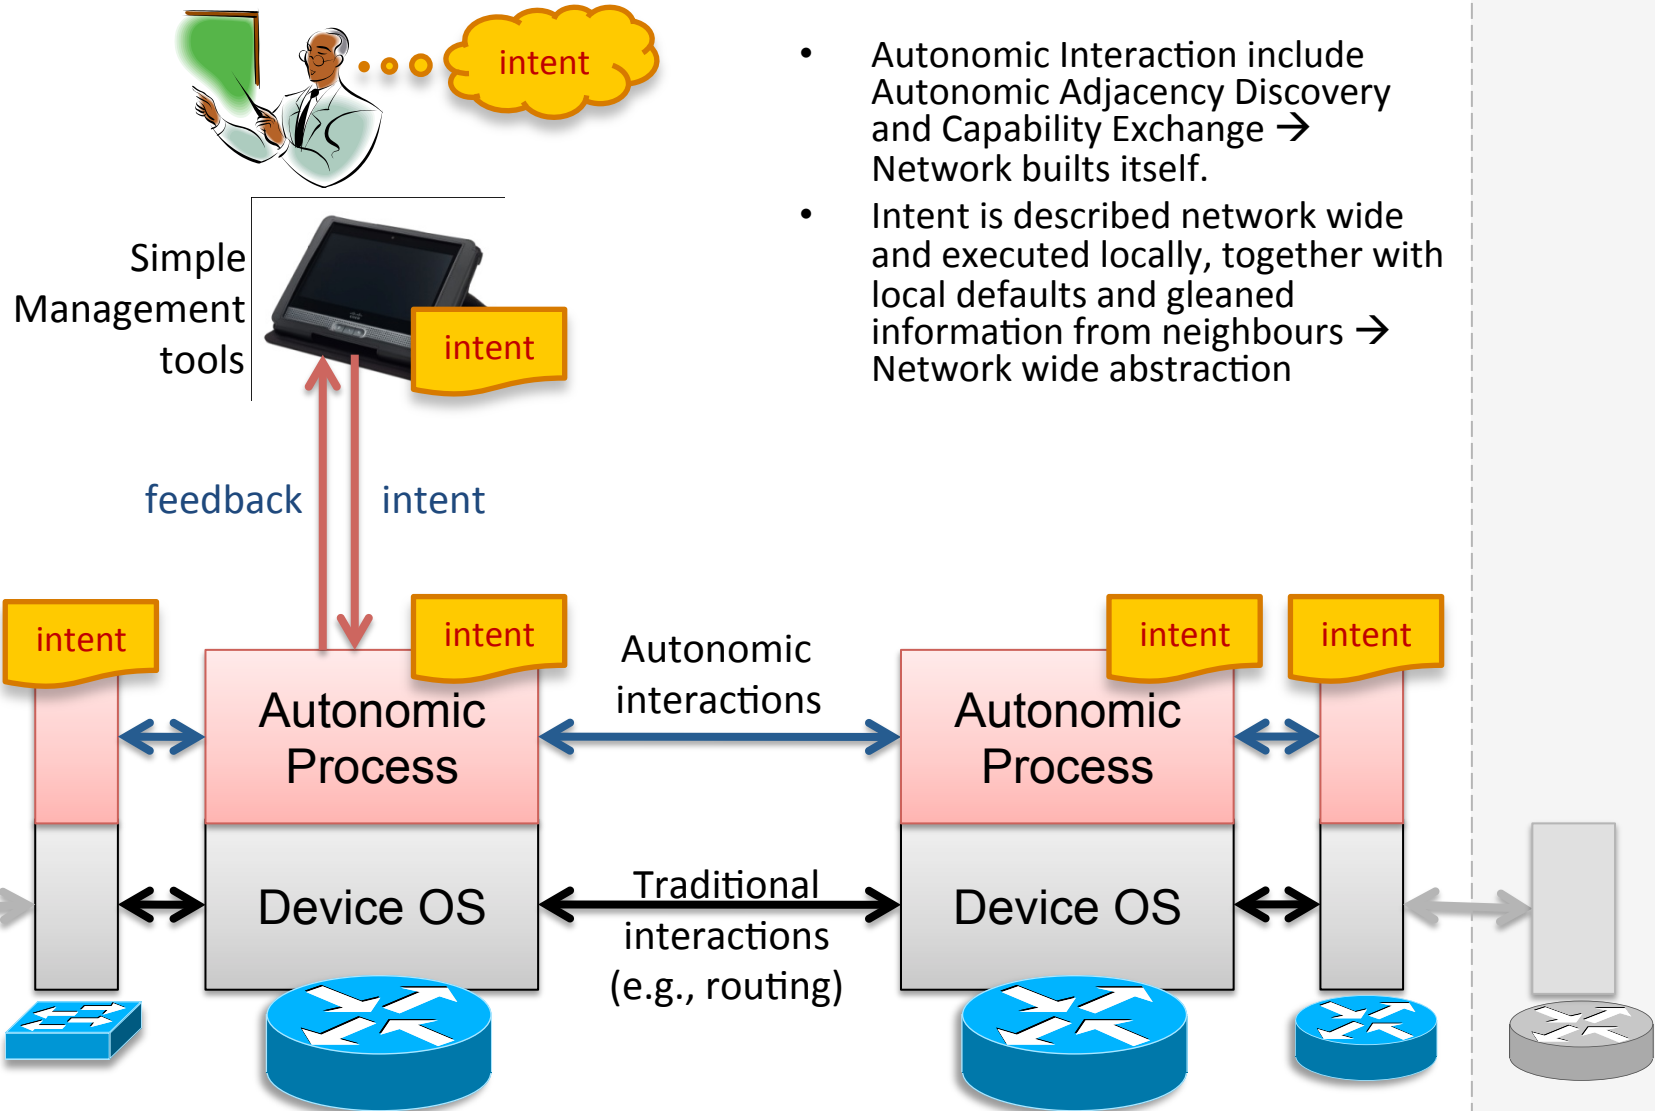 intent
• Autonomic Interaction include
Autonomic Adjacency Discovery
and Capability Exchange →
Network builts itself.
• Intent is described network wide
and executed locally, together with
local defaults and gleaned
information from neighbours →
Network wide abstraction
Simple
Management
tools
intent
feedback
intent
intent
intent
intent
intent
Autonomic
interactions
Autonomic
Process
Autonomic
Process
Device OS
Traditional
interactions
(e.g., routing)
Device OS